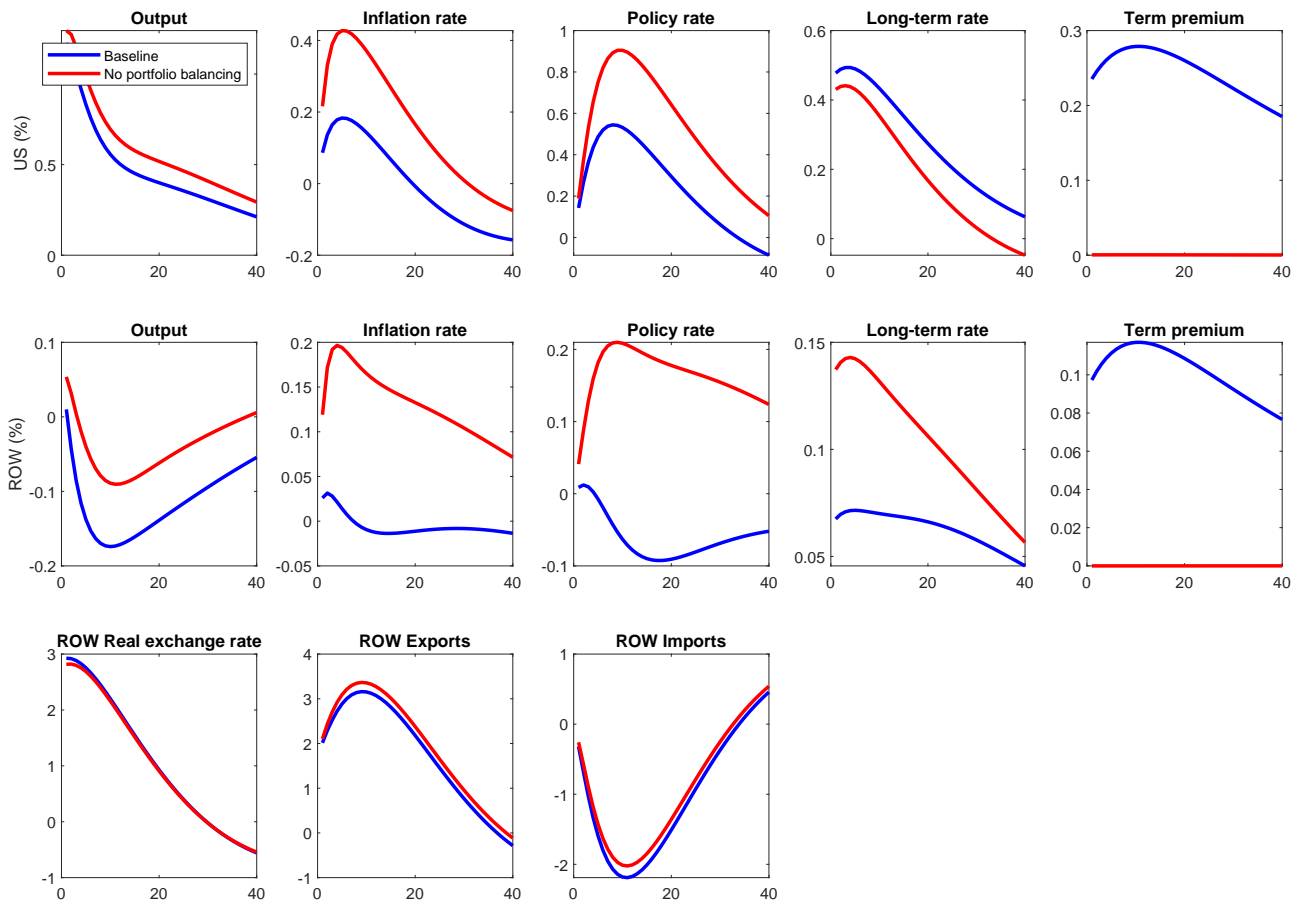 Output
Inflation rate
Policy rate
Long-term rate
Term premium
US (%)
Baseline
No portfolio balancing
0.5
0
0 20 40
0.4
0.2
0
-0.2
0 20 40
1
0.8
0.6
0.4
0.2
0
0 20 40
0.6
0.4
0.2
0
0 20 40
0.3
0.2
0.1
0
0 20 40
Output
Inflation rate
Policy rate
Long-term rate
Term premium
ROW (%)
0.1
0
-0.1
-0.2
0 20 40
0.2
0.15
0.1
0.05
0
-0.05
0 20 40
0.2
0.1
0
-0.1
0 20 40
0.15
0.1
0.05
0 20 40
0.1
0.08
0.06
0.04
0.02
0
0 20 40
ROW Real exchange rate
ROW Exports
ROW Imports
3
2
1
0
-1
0 20 40
4
3
2
1
0
-1
0 20 40
1
0
-1
-2
0 20 40